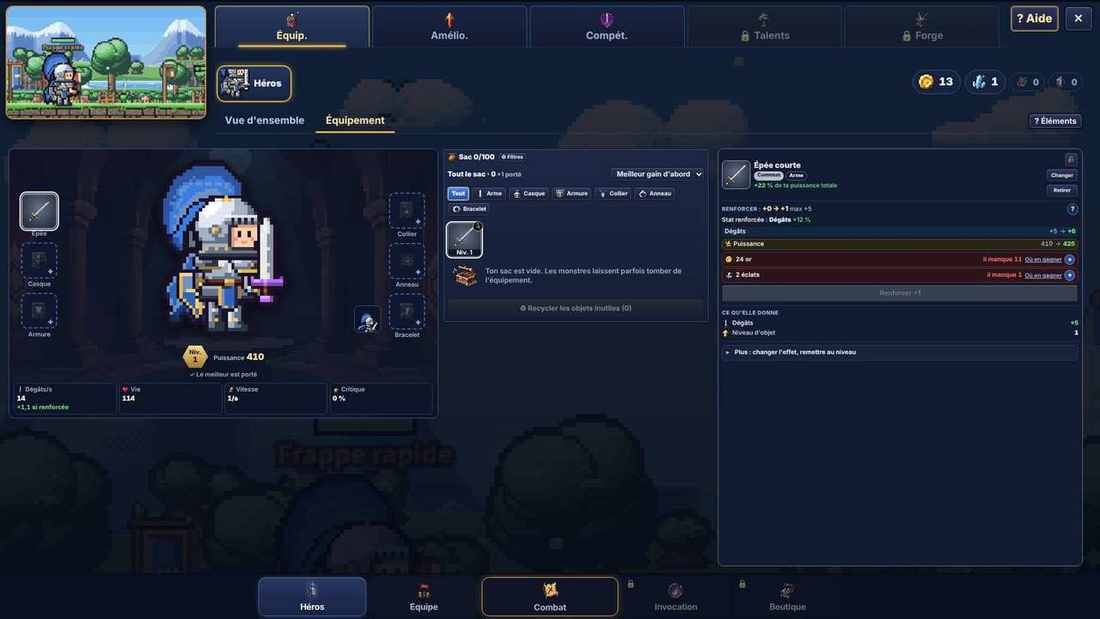 Équip.
Amélio.
Compét.
Talents
Forge
? Aide
✕
Frappe rapide
Héros
13
1
0
0
Vue d'ensemble
Équipement
? Éléments
Épée
Casque
Armure
Collier
Anneau
Bracelet
Niv.
1
Puissance 410
✓ Le meilleur est porté
Dégâts/s
14
+1,1 si renforcée
Vie
114
Vitesse
1/s
Critique
0 %
Sac 0/100
Filtres
Tout le sac · 0 +1 porté
Meilleur gain d'abord
Tout
Arme
Casque
Armure
Collier
Anneau
Bracelet
Niv. 1
Ton sac est vide. Les monstres laissent parfois tomber de
l'équipement.
Recycler les objets inutiles (0)
Épée courte
Commun
Arme
+22 % de ta puissance totale
Changer
Retirer
RENFORCER : +0 → +1 max +5
?
Stat renforcée : Dégâts +12 %
Dégâts
+5 → +6
Puissance
410 → 425
24 or
il manque 11 Où en gagner
2 éclats
il manque 1 Où en gagner
Renforcer +1
CE QU'ELLE DONNE
Dégâts
+5
Niveau d'objet
1
Plus : changer l'effet, remettre au niveau
Frappe rapide
Héros
Équipe
Combat
Invocation
Boutique